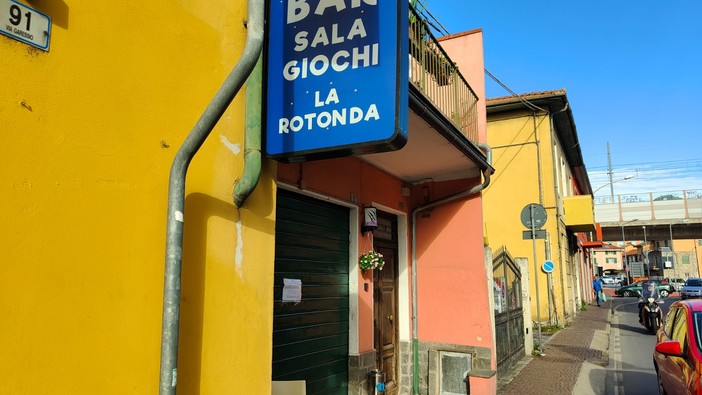 91
BAR
SALA
GIOCHI
LA
ROTONDA